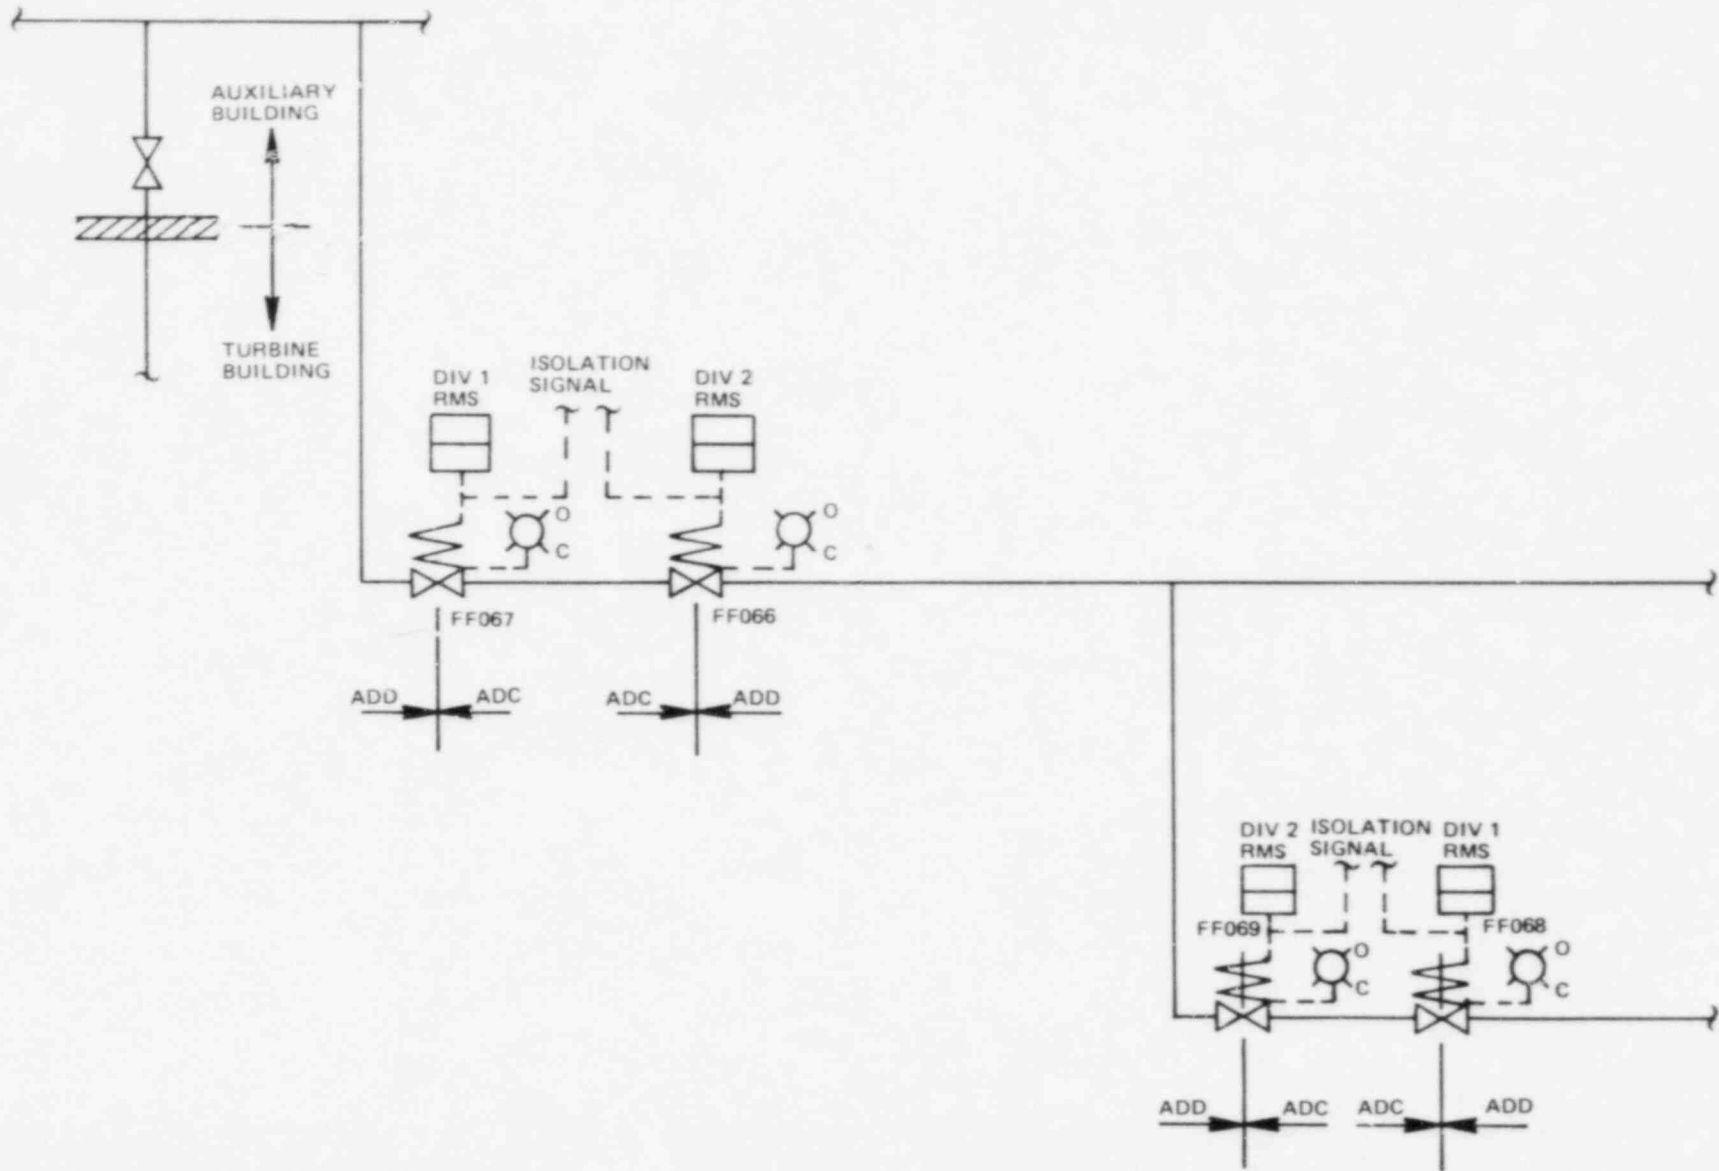 AUXILIARY
BUILDING
TURBINE
BUILDING
DIV 1
RMS
ISOLATION
SIGNAL
DIV 2
RMS
O
C
O
C
FF067
FF066
ADD
ADC
ADC
ADD
DIV 2
RMS
ISOLATION
SIGNAL
DIV 1
RMS
FF069
FF068
O
C
O
C
ADD
ADC
ADC
ADD